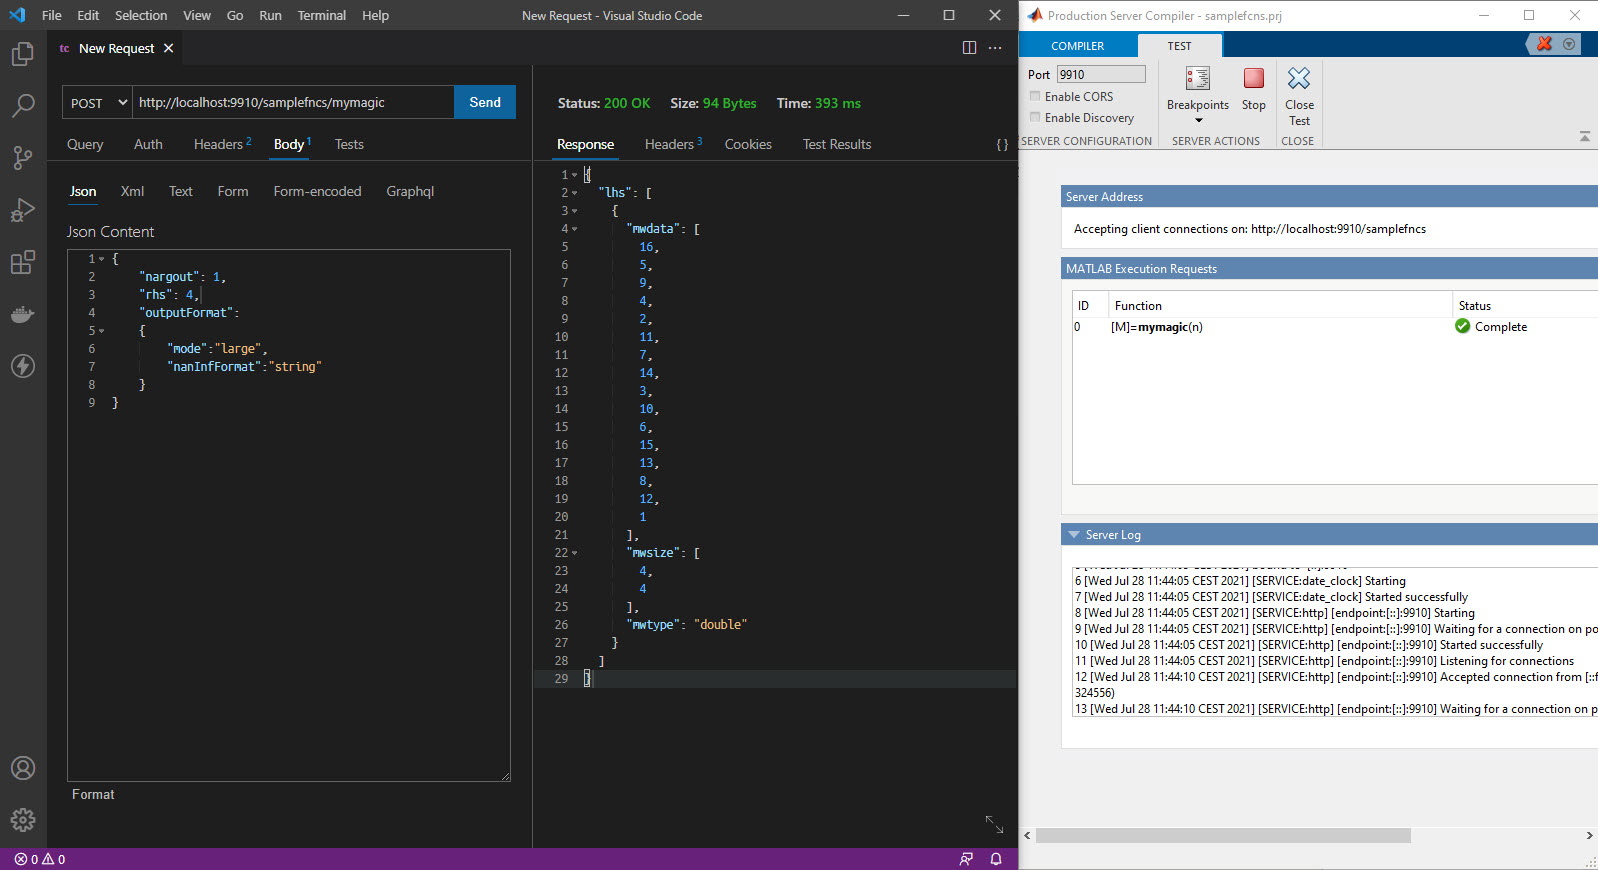 File Edit Selection View Go Run Terminal Help
New Request - Visual Studio Code
tc New Request
POST http://localhost:9910/samplefncs/mymagic Send
Query Auth Headers 2 Body 1 Tests
Json Xml Text Form Form-encoded Graphql
Json Content
1 {
2 "nargout": 1,
3 "rhs": 4,
4 "outputFormat":
5 {
6 "mode":"large",
7 "nanInfFormat":"string"
8 }
9 }
Format
0 0
Status: 200 OK Size: 94 Bytes Time: 393 ms
Response Headers 3 Cookies Test Results { }
1 {
2 "lhs": [
3 {
4 "mwdata": [
5 16,
6 5,
7 9,
8 4,
9 2,
10 11,
11 7,
12 14,
13 3,
14 10,
15 6,
16 15,
17 13,
18 8,
19 12,
20 1
21 ],
22 "mwsize": [
23 4,
24 4
25 ],
26 "mwtype": "double"
27 }
28 ]
29 }
Production Server Compiler - samplefcns.prj
COMPILER TEST
Port 9910
Enable CORS
Enable Discovery
SERVER CONFIGURATION
Breakpoints Stop
SERVER ACTIONS
Close
Test
CLOSE
Server Address
Accepting client connections on: http://localhost:9910/samplefncs
MATLAB Execution Requests
ID Function Status
0 [M]=mymagic(n) Complete
Server Log
6 [Wed Jul 28 11:44:05 CEST 2021] [SERVICE:date_clock] Starting
7 [Wed Jul 28 11:44:05 CEST 2021] [SERVICE:date_clock] Started successfully
8 [Wed Jul 28 11:44:05 CEST 2021] [SERVICE:http] [endpoint:[::]:9910] Starting
9 [Wed Jul 28 11:44:05 CEST 2021] [SERVICE:http] [endpoint:[::]:9910] Waiting for a connection on po
10 [Wed Jul 28 11:44:05 CEST 2021] [SERVICE:http] [endpoint:[::]:9910] Started successfully
11 [Wed Jul 28 11:44:05 CEST 2021] [SERVICE:http] [endpoint:[::]:9910] Listening for connections
12 [Wed Jul 28 11:44:10 CEST 2021] [SERVICE:http] [endpoint:[::]:9910] Accepted connection from [::f
324556)
13 [Wed Jul 28 11:44:10 CEST 2021] [SERVICE:http] [endpoint:[::]:9910] Waiting for a connection on p